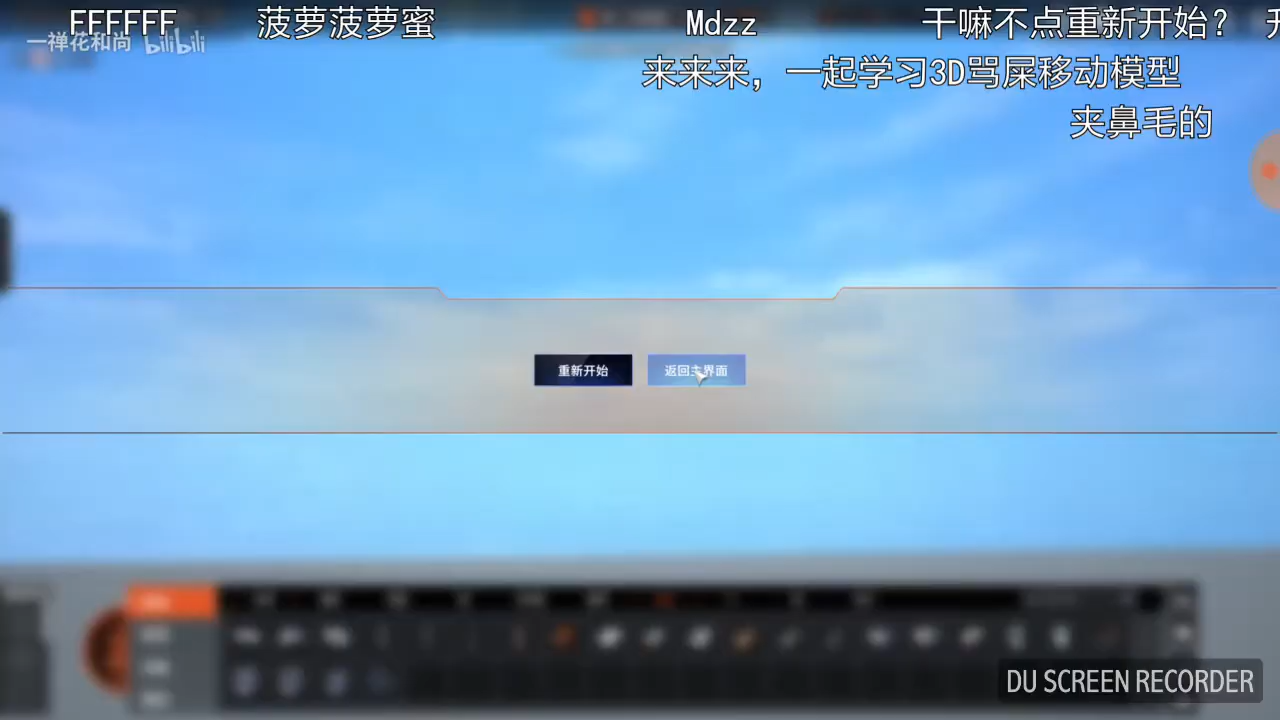 FFFFFF 菠萝菠萝蜜 Mdzz 干嘛不点重新开始？ 升
一禅花和尚 bilibili
来来来，一起学习3D骂屎移动模型
夹鼻毛的
重新开始 返回主界面
DU SCREEN RECORDER